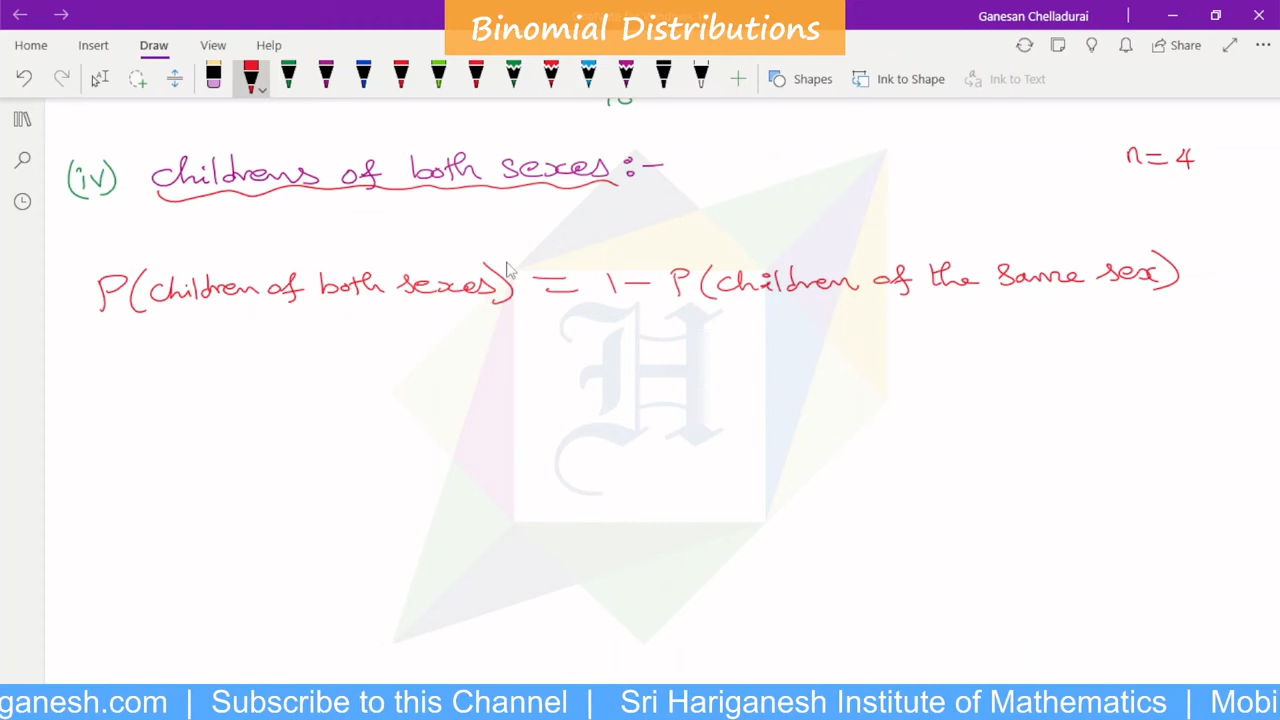 Binomial Distributions
Ganesan Chelladurai
Home Insert Draw View Help
Share
Shapes Ink to Shape Ink to Text
(iv) childrens of both sexes :-
n = 4
P(children of both sexes) = 1 - P(children of the same sex)
H
ganesh.com | Subscribe to this Channel | Sri Hariganesh Institute of Mathematics | Mobi